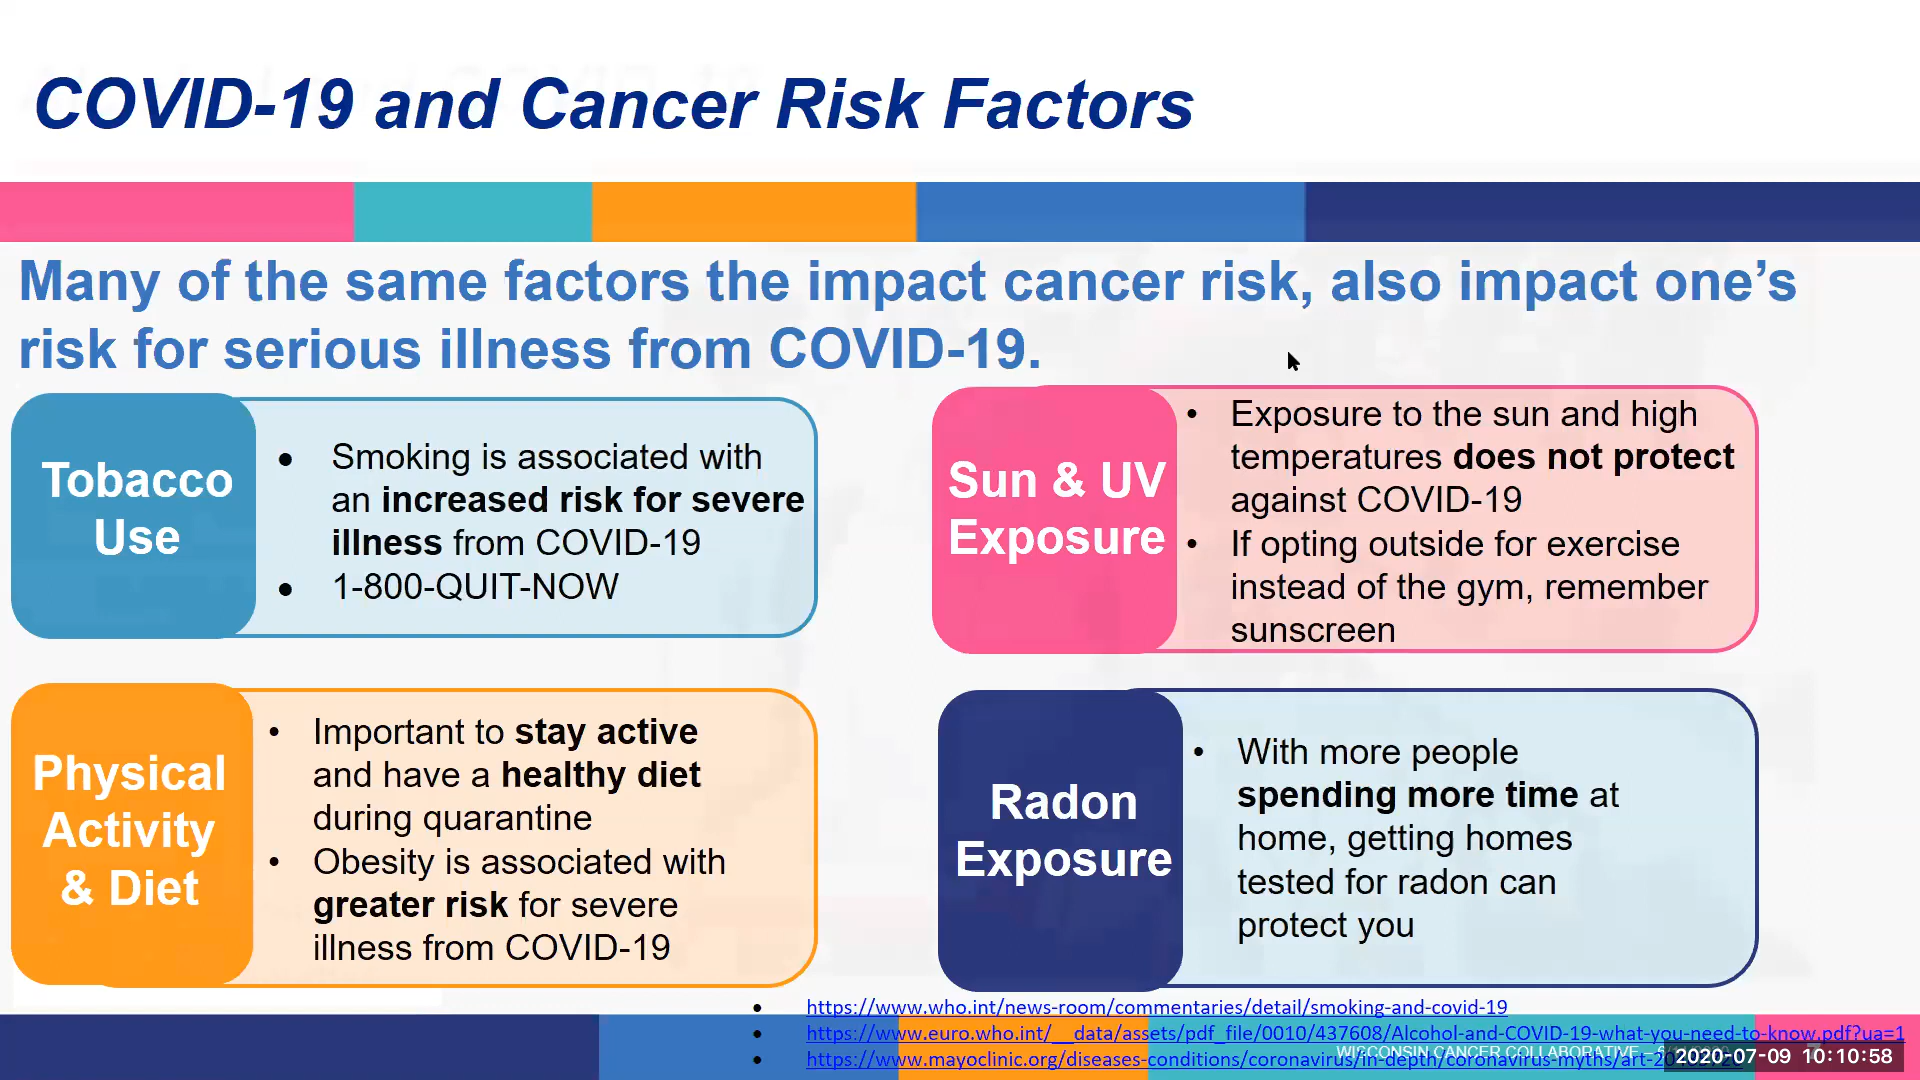 COVID-19 and Cancer Risk Factors
Many of the same factors the impact cancer risk, also impact one’s
risk for serious illness from COVID-19.
Tobacco
Use
● Smoking is associated with
an increased risk for severe
illness from COVID-19
● 1-800-QUIT-NOW
Sun & UV
Exposure
• Exposure to the sun and high
temperatures does not protect
against COVID-19
• If opting outside for exercise
instead of the gym, remember
sunscreen
Physical
Activity
& Diet
• Important to stay active
and have a healthy diet
during quarantine
• Obesity is associated with
greater risk for severe
illness from COVID-19
Radon
Exposure
• With more people
spending more time at
home, getting homes
tested for radon can
protect you
• https://www.who.int/news-room/commentaries/detail/smoking-and-covid-19
• https://www.euro.who.int/__data/assets/pdf_file/0010/437608/Alcohol-and-COVID-19-what-you-need-to-know.pdf?ua=1
• https://www.mayoclinic.org/diseases-conditions/coronavirus/in-depth/coronavirus-myths/art-
WISCONSIN CANCER COLLABORATIVE
2020-07-09 10:10:58